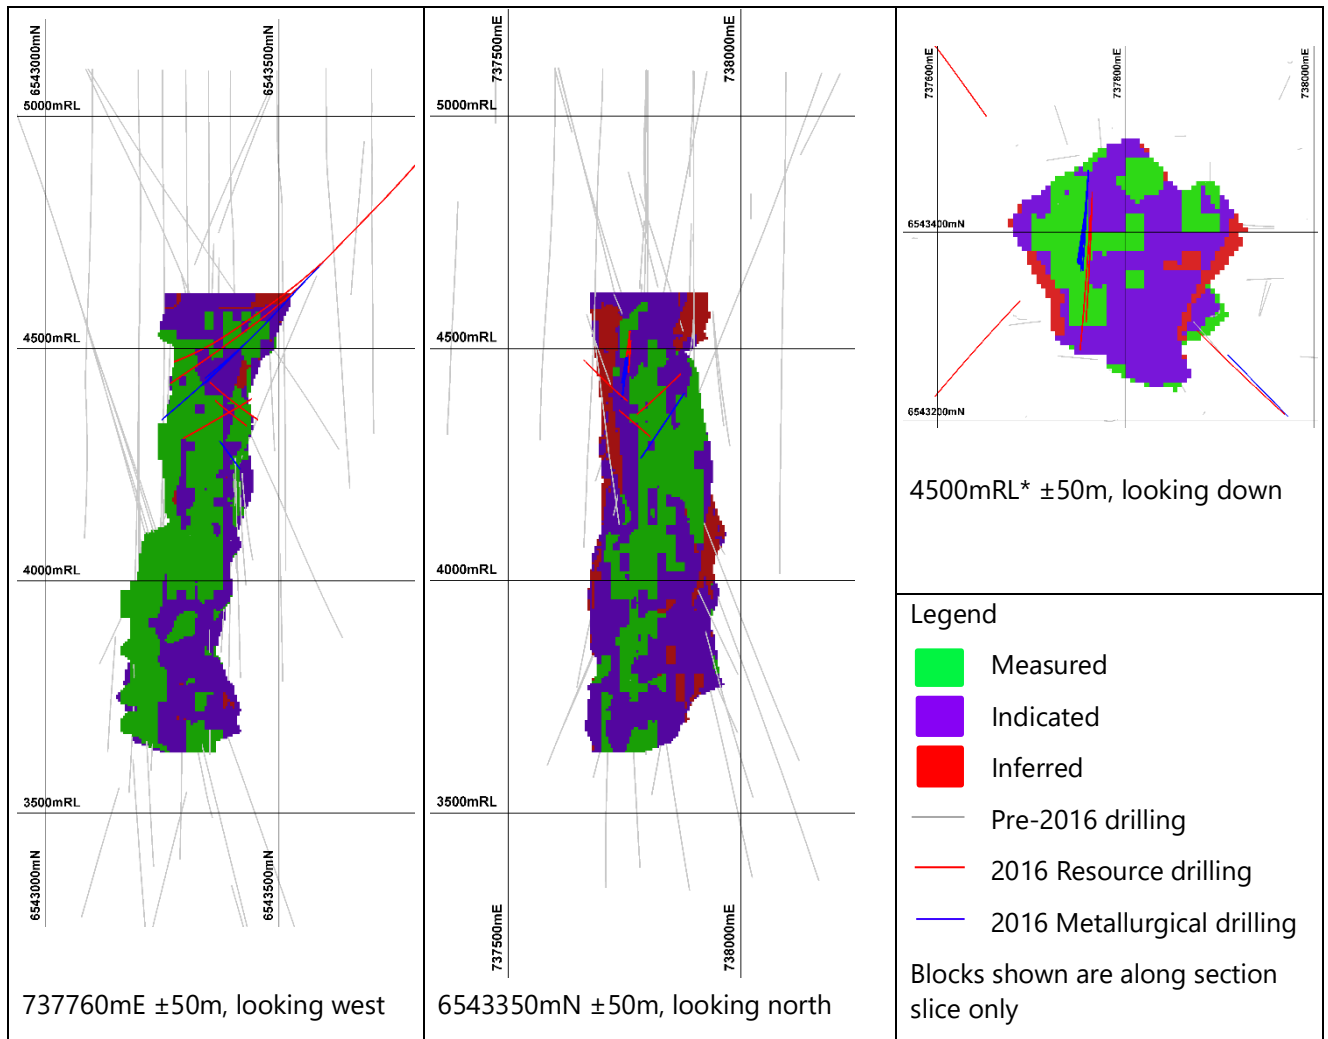 6543000mN
6543500mN
5000mRL
4500mRL
4000mRL
3500mRL
6543000mN
6543500mN
737760mE ±50m, looking west
737500mE
738000mE
5000mRL
4500mRL
4000mRL
3500mRL
737500mE
738000mE
6543350mN ±50m, looking north
737600mE
737800mE
738000mE
6543400mN
6543200mN
4500mRL* ±50m, looking down
Legend
Measured
Indicated
Inferred
Pre-2016 drilling
2016 Resource drilling
2016 Metallurgical drilling
Blocks shown are along section
slice only